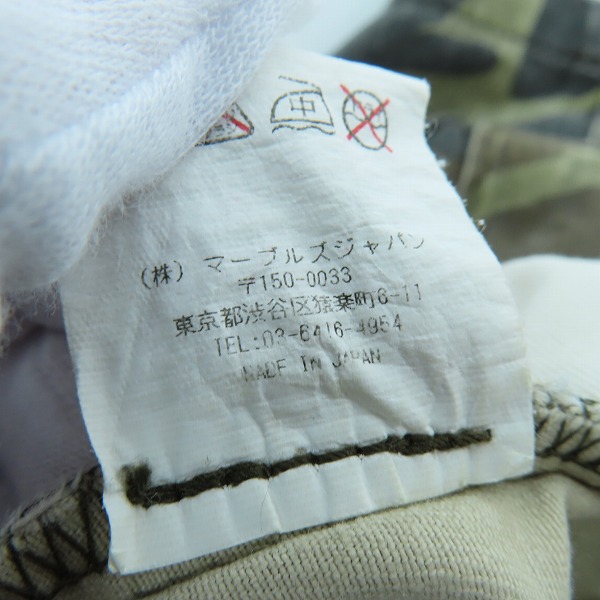 中
(株) マーブルズジャパン
〒150-0033
東京都渋谷区猿楽町6-11
TEL:03-6416-4954
MADE IN JAPAN